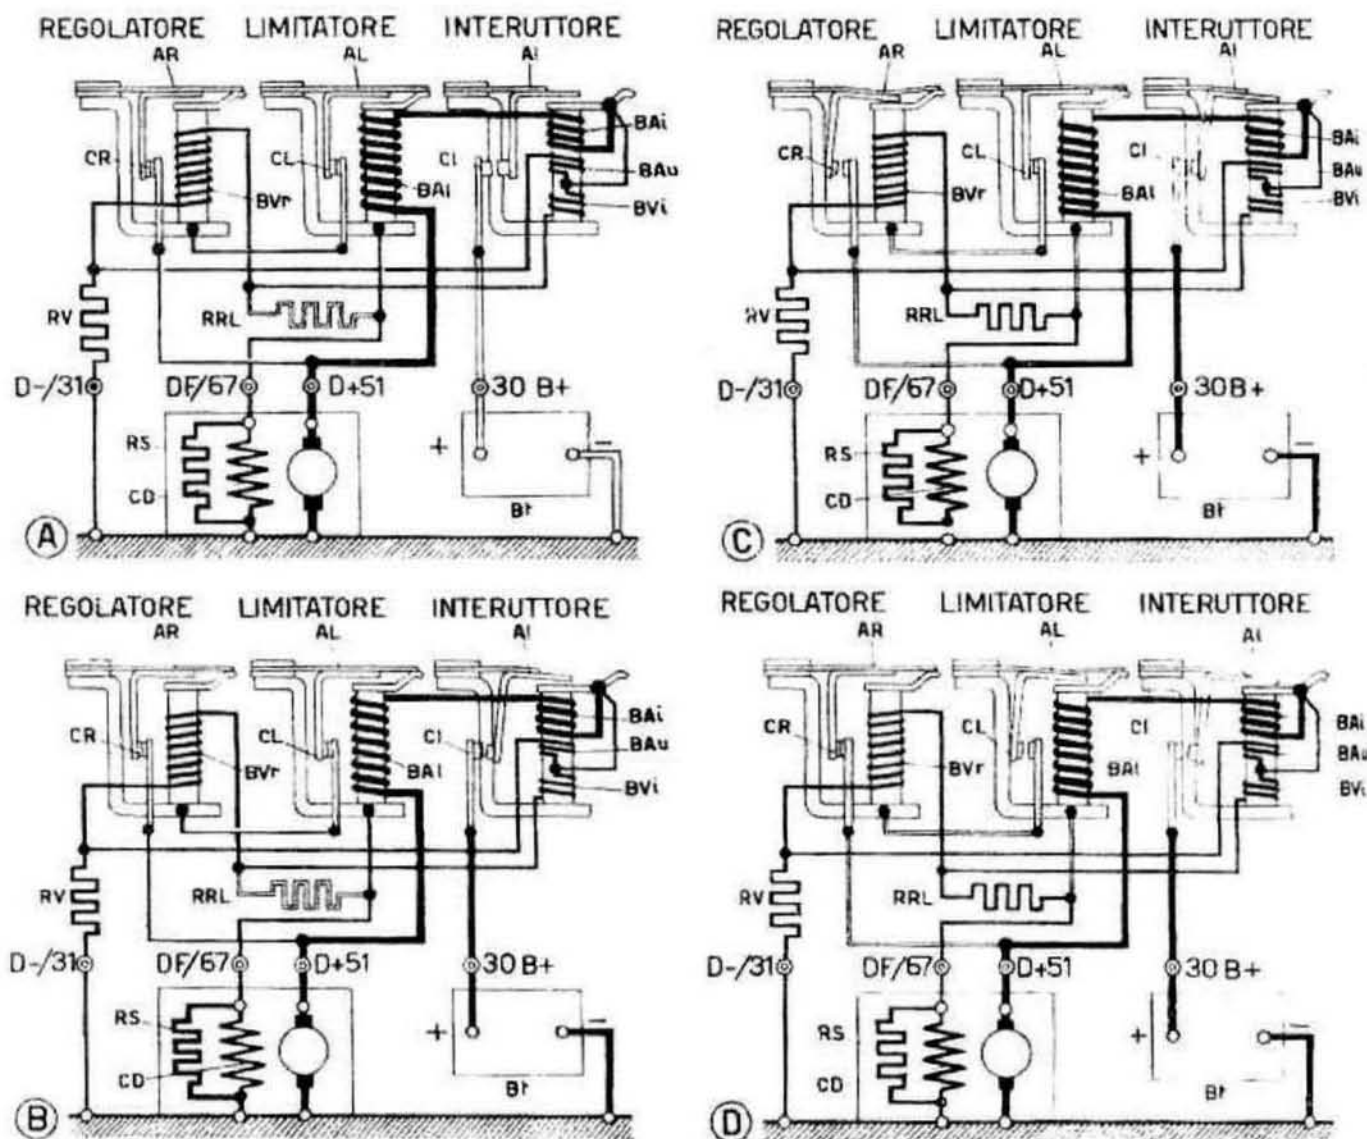 REGOLATORE LIMITATORE INTERUTTORE
AR AL AI
CR CL CI BAi
BAu
BVr BAl BVi
RV RRL
D-/31 DF/67 D+51 30 B+
RS + −
CD Bt
A
REGOLATORE LIMITATORE INTERUTTORE
AR AL AI
CR CL CI BAi
BAu
BVr BAl BVi
RV RRL
D-/31 DF/67 D+51 30B+
RS + −
CD Bt
C
REGOLATORE LIMITATORE INTERUTTORE
AR AL AI
CR CL CI BAi
BAu
BVr BAl BVi
RV RRL
D-/31 DF/67 D+51 30B+
RS + −
CD Bt
B
REGOLATORE LIMITATORE INTERUTTORE
AR AL AI
CR CL CI BAi
BAu
BVr BAl BVi
RV RRL
D-/31 DF/67 D+51 30B+
RS + −
CD Bt
D